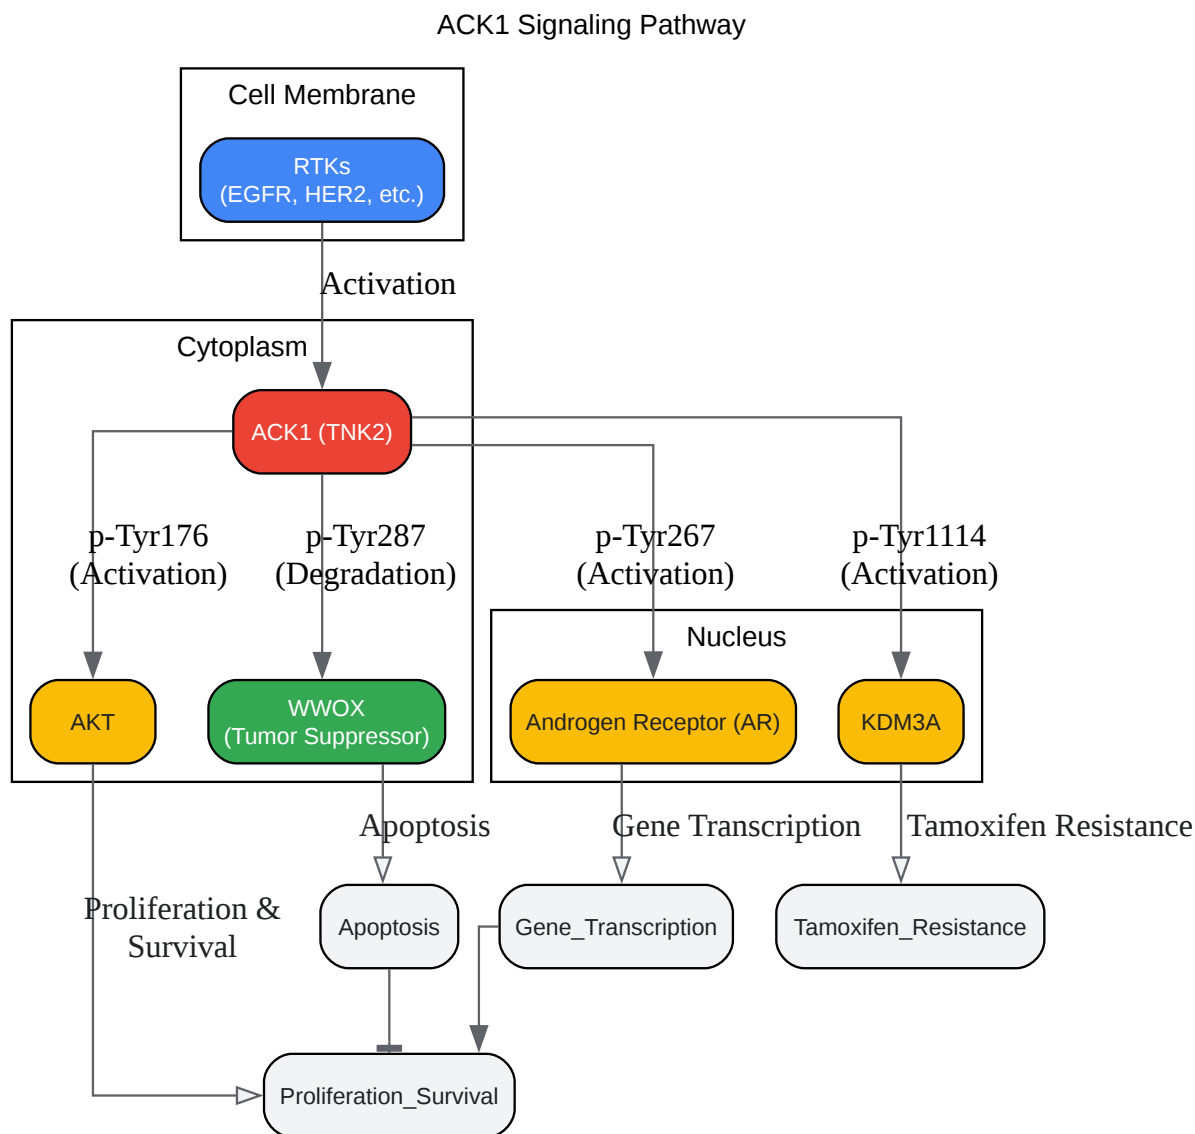 ACK1 Signaling Pathway
Cell Membrane
RTKs
(EGFR, HER2, etc.)
Activation
Cytoplasm
ACK1 (TNK2)
p-Tyr176
(Activation)
p-Tyr287
(Degradation)
p-Tyr267
(Activation)
p-Tyr1114
(Activation)
Nucleus
AKT
WWOX
(Tumor Suppressor)
Androgen Receptor (AR)
KDM3A
Apoptosis
Gene Transcription
Tamoxifen Resistance
Proliferation &
Survival
Apoptosis
Gene_Transcription
Tamoxifen_Resistance
Proliferation_Survival